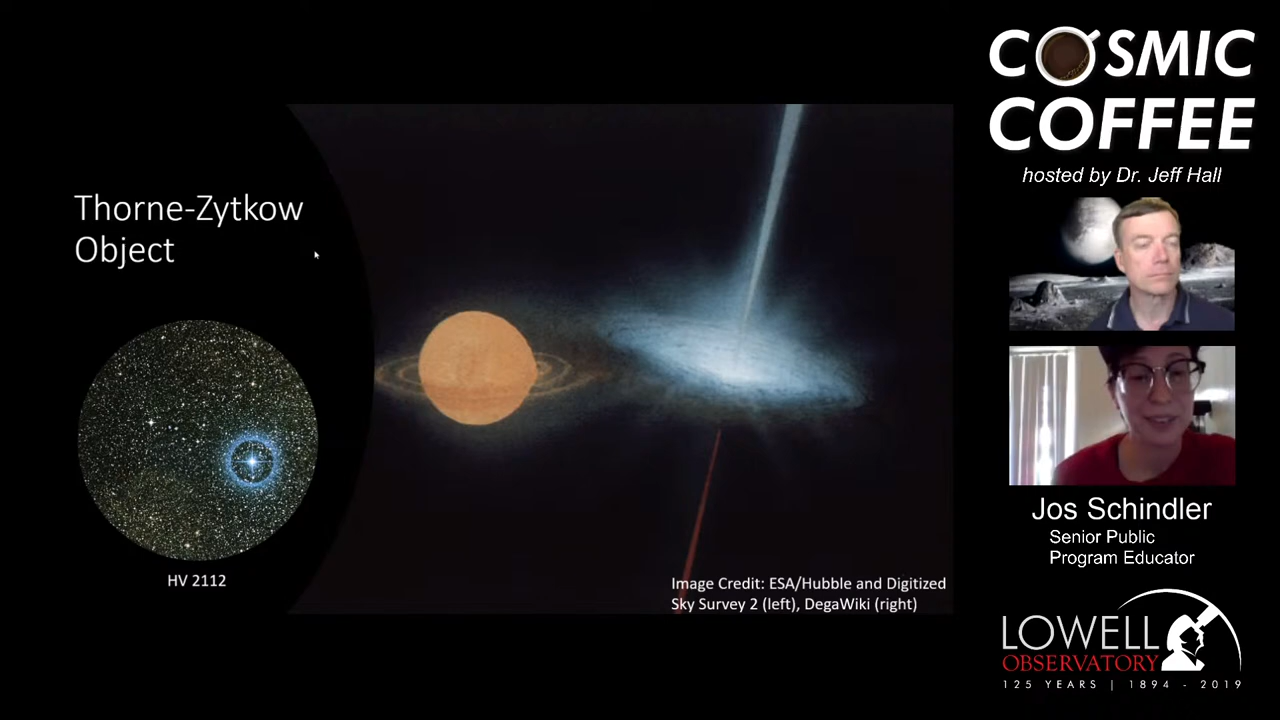 Thorne-Zytkow
Object
HV 2112
Image Credit: ESA/Hubble and Digitized
Sky Survey 2 (left), DegaWiki (right)
COSMIC
COFFEE
hosted by Dr. Jeff Hall
Jos Schindler
Senior Public
Program Educator
LOWELL
OBSERVATORY
125 YEARS | 1894 - 2019